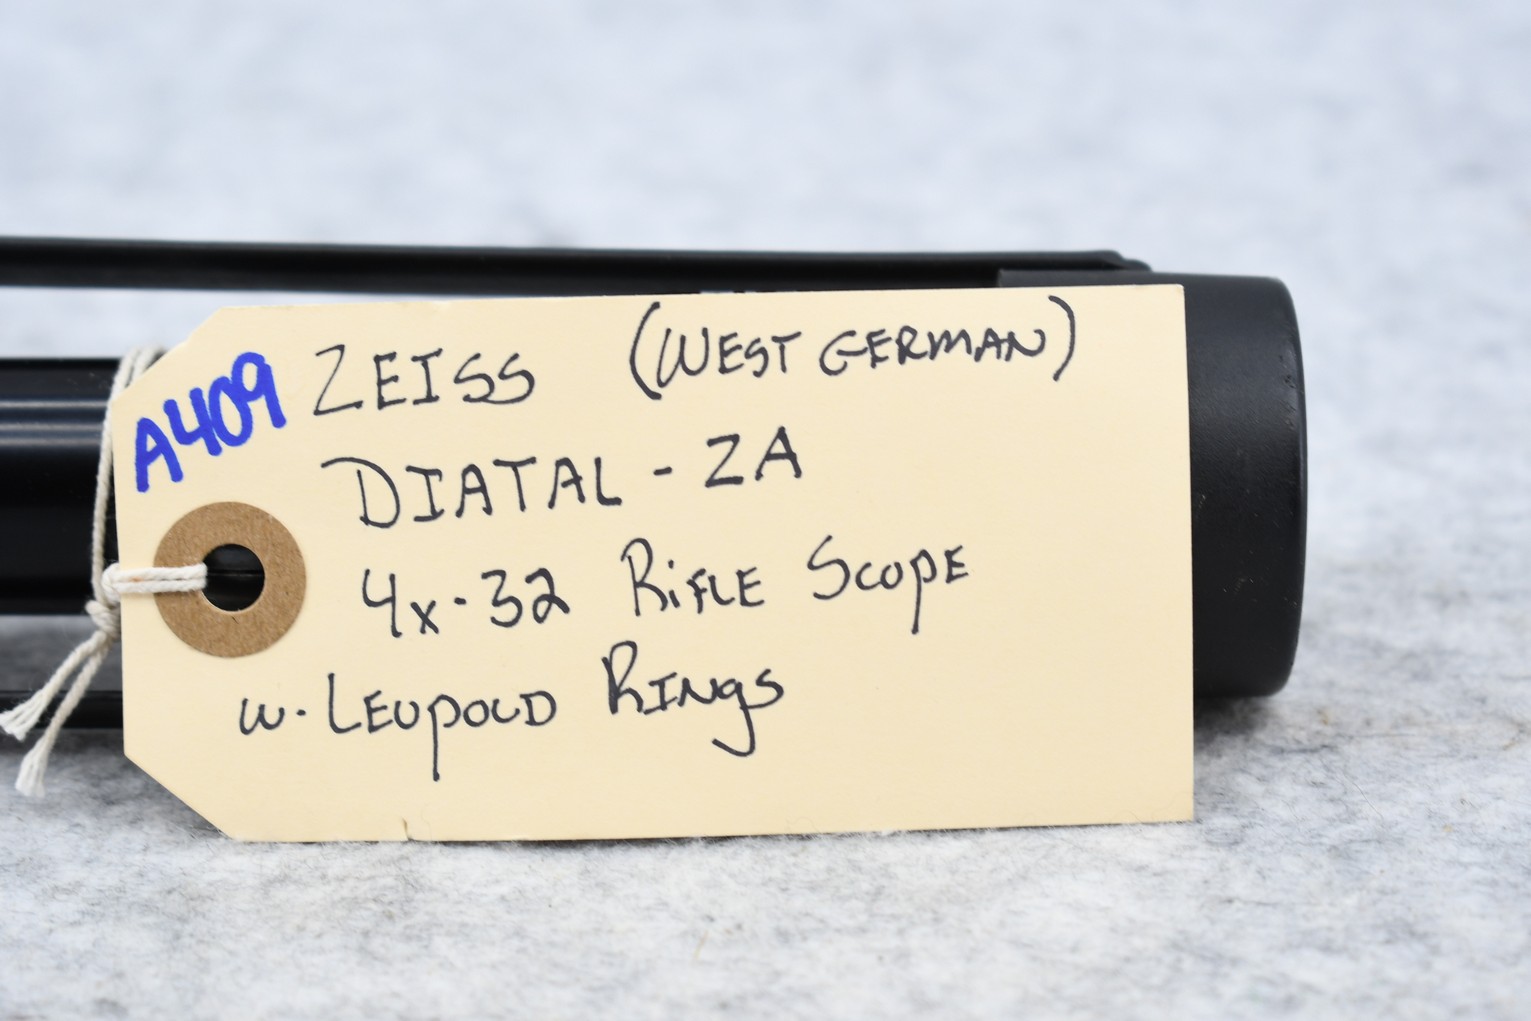 A409
ZEISS (WEST GERMAN)
DIATAL - ZA
4x-32 RIFLE SCOPE
w. LEUPOLD RINGS